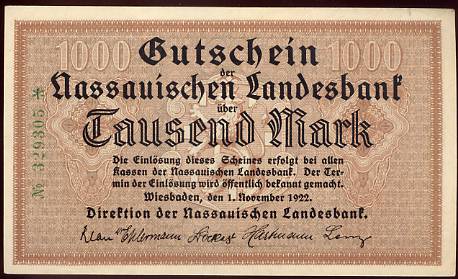 1000 Gutschein 1000
der
Nassauischen Landesbank
über
Tausend Mark
Die Einlösung dieses Scheines erfolgt bei allen
Kassen der Nassauischen Landesbank. Der Ter-
min der Einlösung wird öffentlich bekannt gemacht.
Wiesbaden, den 1. November 1922.
Direktion der Nassauischen Landesbank.
№ 329305 *